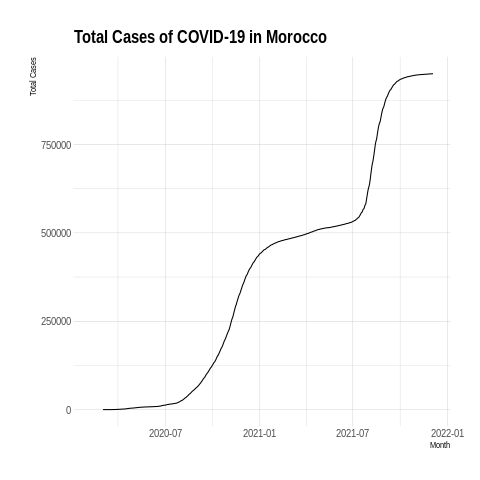 Total Cases of COVID-19 in Morocco
Total Cases
750000
500000
250000
0
2020-07 2021-01 2021-07 2022-01
Month